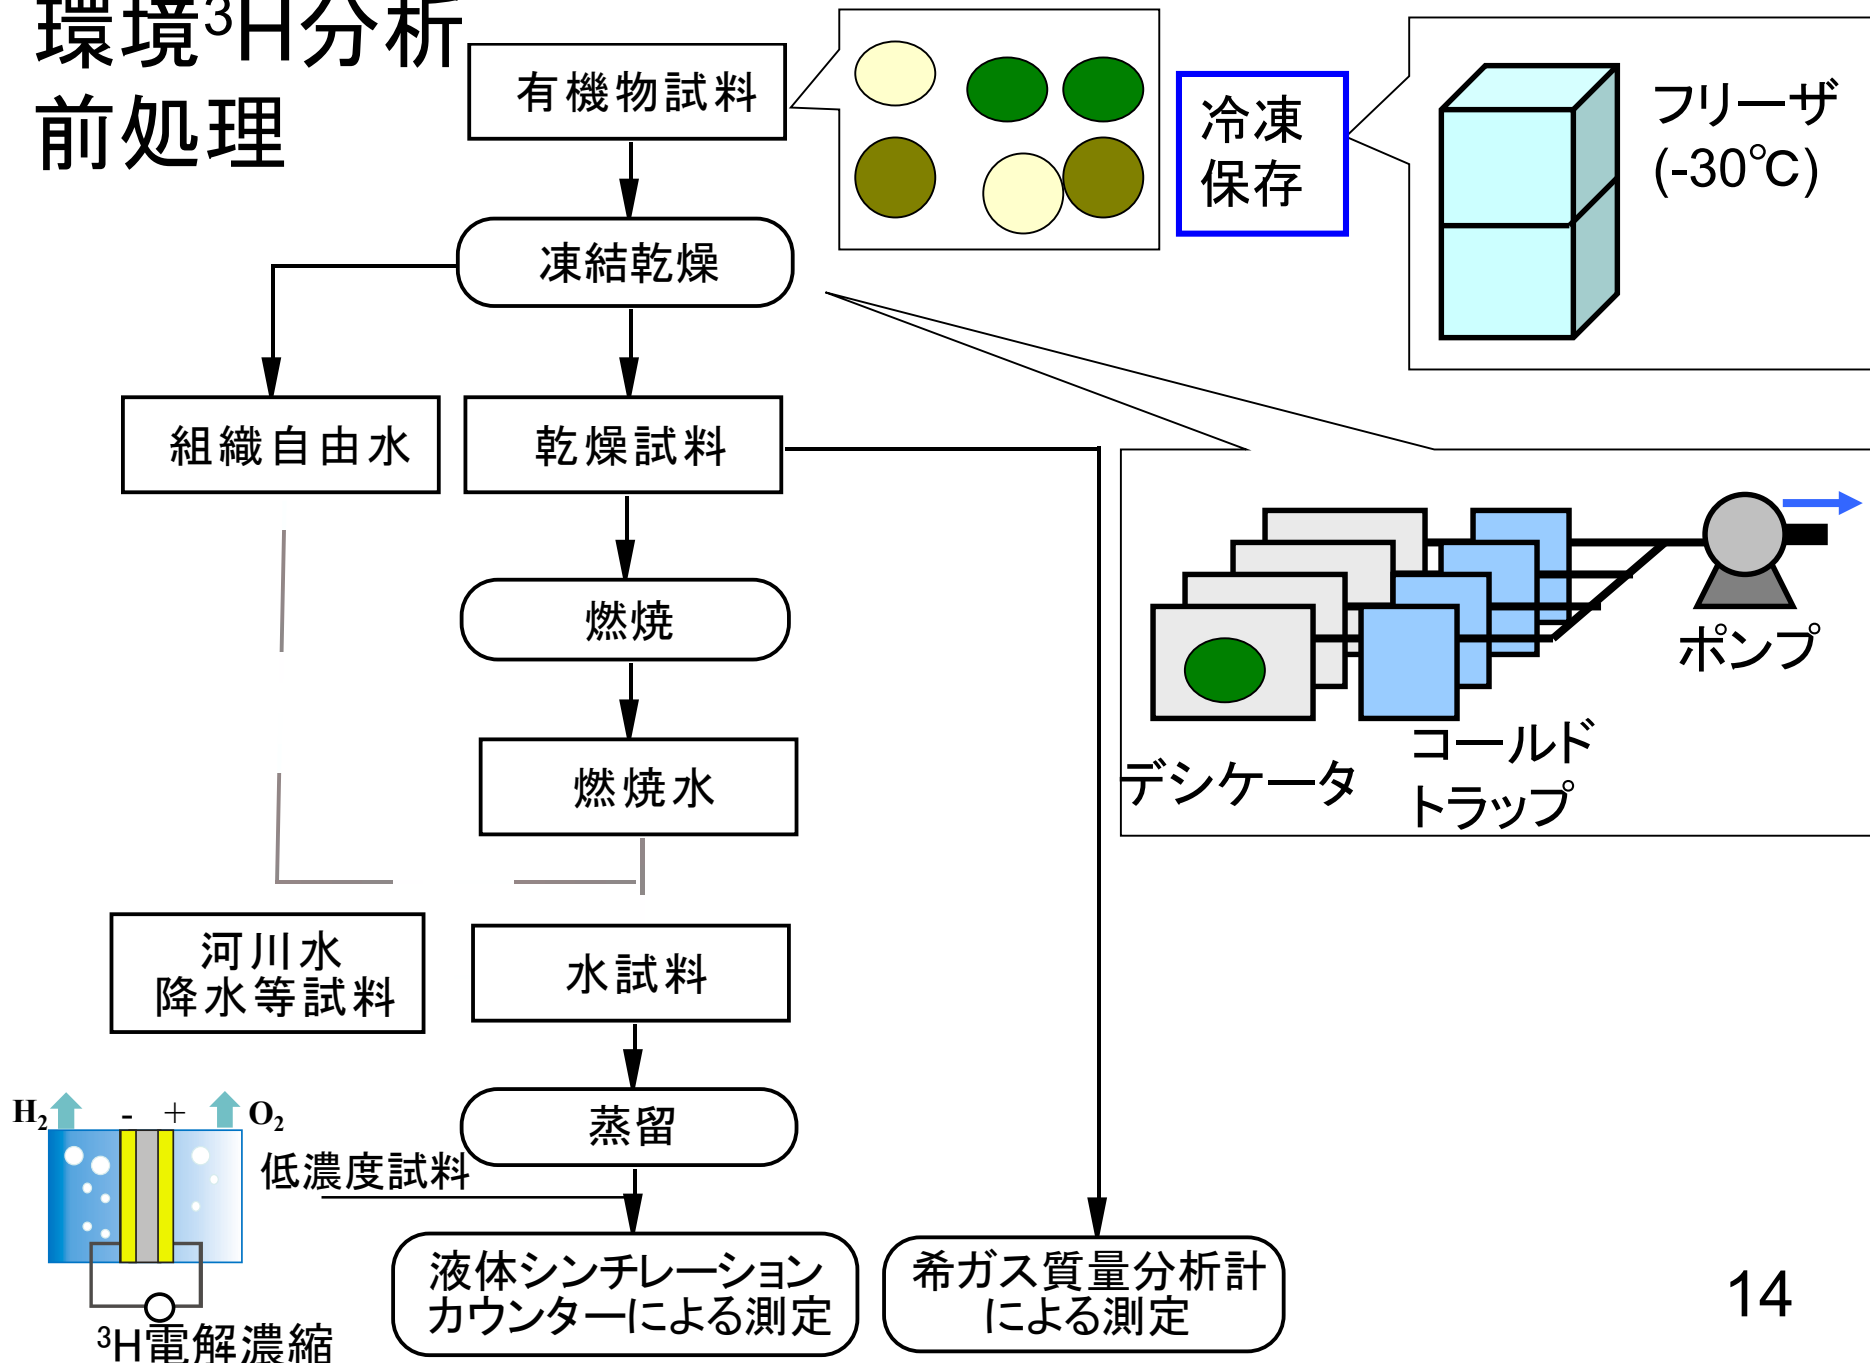 環境³H分析
前処理
有機物試料
冷凍
保存
フリーザ
(-30℃)
凍結乾燥
組織自由水
乾燥試料
燃焼
ポンプ
コールド
トラップ
デシケータ
燃焼水
河川水
降水等試料
水試料
H₂
- +
O₂
蒸留
低濃度試料
液体シンチレーション
カウンターによる測定
希ガス質量分析計
による測定
³H電解濃縮
14